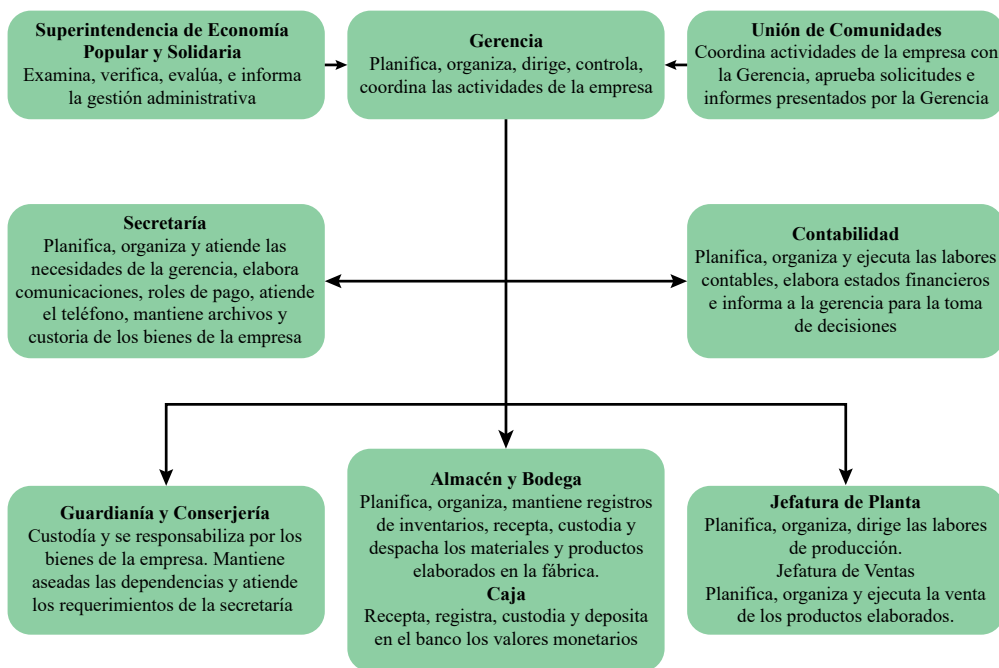 Superintendencia de Economía
Popular y Solidaria
Examina, verifica, evalúa, e informa
la gestión administrativa
Gerencia
Planifica, organiza, dirige, controla,
coordina las actividades de la empresa
Unión de Comunidades
Coordina actividades de la empresa con
la Gerencia, aprueba solicitudes e
informes presentados por la Gerencia
Secretaría
Planifica, organiza y atiende las
necesidades de la gerencia, elabora
comunicaciones, roles de pago, atiende
el teléfono, mantiene archivos y
custoria de los bienes de la empresa
Contabilidad
Planifica, organiza y ejecuta las labores
contables, elabora estados financieros
e informa a la gerencia para la toma
de decisiones
Guardianía y Conserjería
Custodía y se responsabiliza por los
bienes de la empresa. Mantiene
aseadas las dependencias y atiende
los requerimientos de la secretaría
Almacén y Bodega
Planifica, organiza, mantiene registros
de inventarios, recepta, custodia y
despacha los materiales y productos
elaborados en la fábrica.
Caja
Recepta, registra, custodia y deposita
en el banco los valores monetarios
Jefatura de Planta
Planifica, organiza, dirige las labores
de producción.
Jefatura de Ventas
Planifica, organiza y ejecuta la venta
de los productos elaborados.